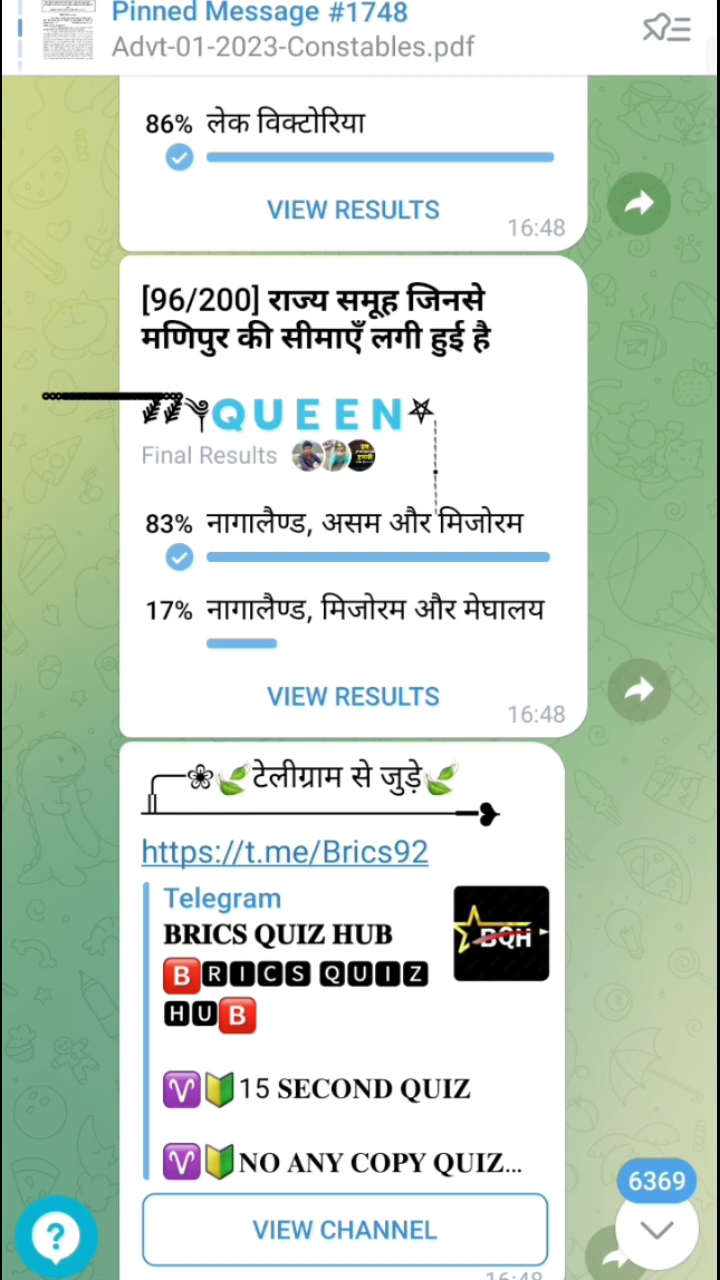 Pinned Message #1748
Advt-01-2023-Constables.pdf
86% लेक विक्टोरिया
VIEW RESULTS
16:48
[96/200] राज्य समूह जिनसे
मणिपुर की सीमाएँ लगी हुई है
QUEEN
Final Results
83% नागालैण्ड, असम और मिजोरम
17% नागालैण्ड, मिजोरम और मेघालय
VIEW RESULTS
16:48
टेलीग्राम से जुड़े
https://t.me/Brics92
Telegram
BRICS QUIZ HUB
BQH
BRICS QUIZ
HUB
15 SECOND QUIZ
NO ANY COPY QUIZ...
6369
VIEW CHANNEL
16:48